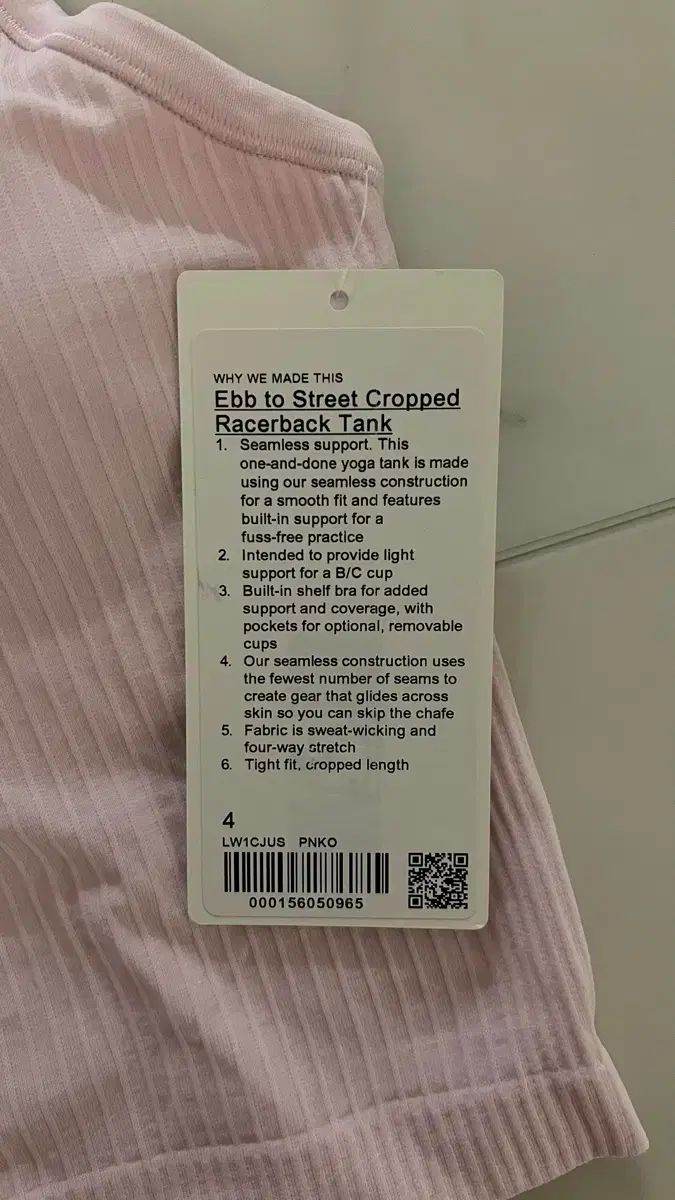 WHY WE MADE THIS
Ebb to Street Cropped
Racerback Tank
1. Seamless support. This
one-and-done yoga tank is made
using our seamless construction
for a smooth fit and features
built-in support for a
fuss-free practice
2. Intended to provide light
support for a B/C cup
3. Built-in shelf bra for added
support and coverage, with
pockets for optional, removable
cups
4. Our seamless construction uses
the fewest number of seams to
create gear that glides across
skin so you can skip the chafe
5. Fabric is sweat-wicking and
four-way stretch
6. Tight fit, cropped length
4
LW1CJUS PNKO
000156050965